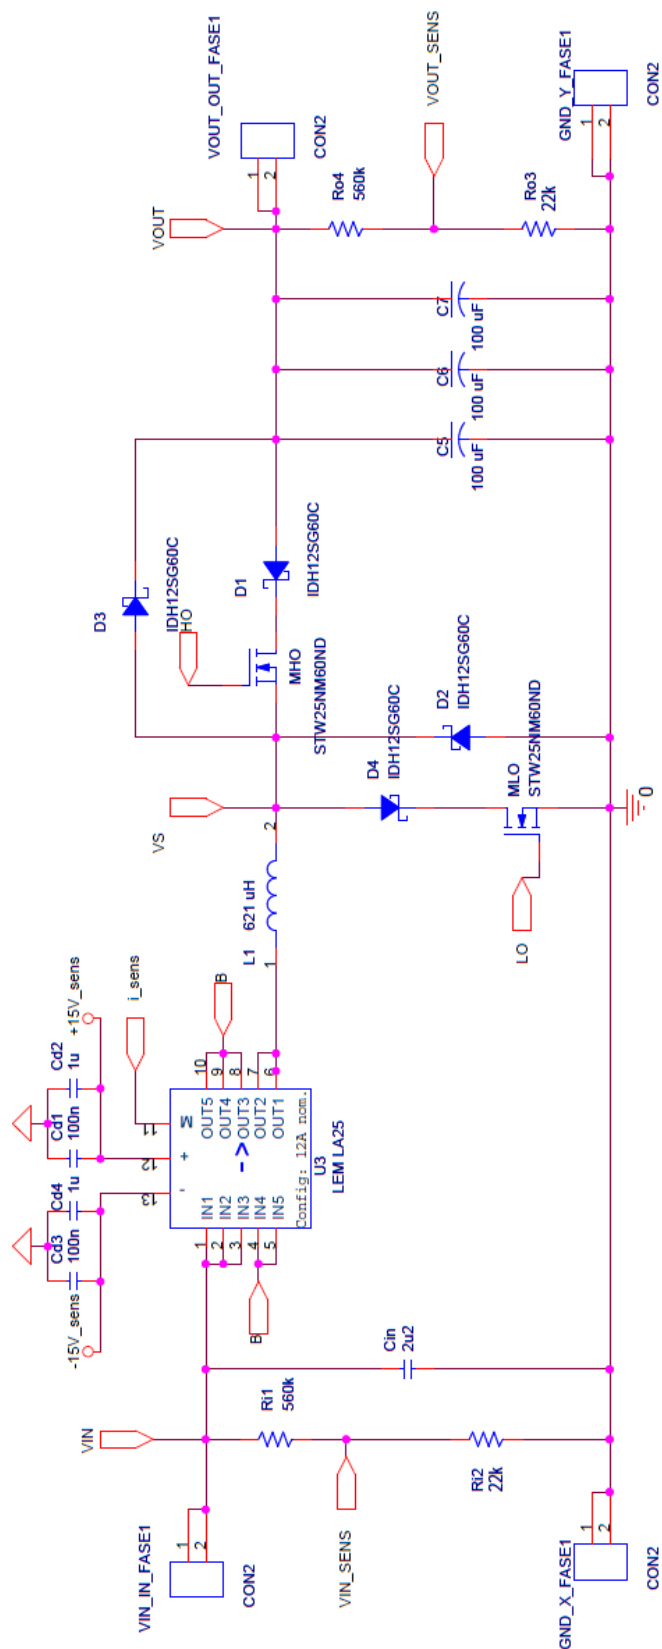 VIN_IN_FASE1
1
2
CON2
VIN
Ri1
560k
VIN_SENS
Ri2
22k
GND_X_FASE1
1
2
CON2
Cin
2u2
-15V_sens
Cd3
100n
Cd4
1u
Cd1
100n
Cd2
1u
+15V_sens
i_sens
13
12
11
-
+
M
1
2
3
4
5
IN1
IN2
IN3
IN4
IN5
->
OUT5
OUT4
OUT3
OUT2
OUT1
10
9
8
7
6
Config: 12A nom.
U3
LEM LA25
B
B
L1
621 uH
1
2
VS
D4
IDH12SG60C
MLO
STW25NM60ND
LO
0
D2
IDH12SG60C
MHO
STW25NM60ND
HO
D3
IDH12SG60C
D1
IDH12SG60C
C5
100 uF
C6
100 uF
C7
100 uF
VOUT
VOUT_OUT_FASE1
1
2
CON2
Ro4
560k
VOUT_SENS
Ro3
22k
GND_Y_FASE1
1
2
CON2